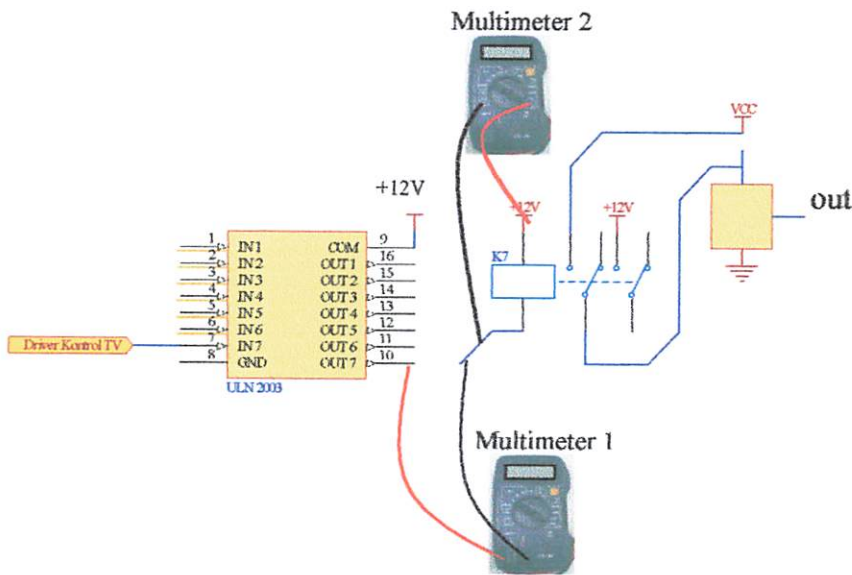 Multimeter 2
VCC
+12V
out
+12V
+12V
K7
1 IN1 COM 9
2 IN2 OUT1 16
3 IN3 OUT2 15
4 IN4 OUT3 14
5 IN5 OUT4 13
6 IN6 OUT5 12
Driver Kontrol TV
7 IN7 OUT6 11
8 GND OUT7 10
ULN2003
Multimeter 1